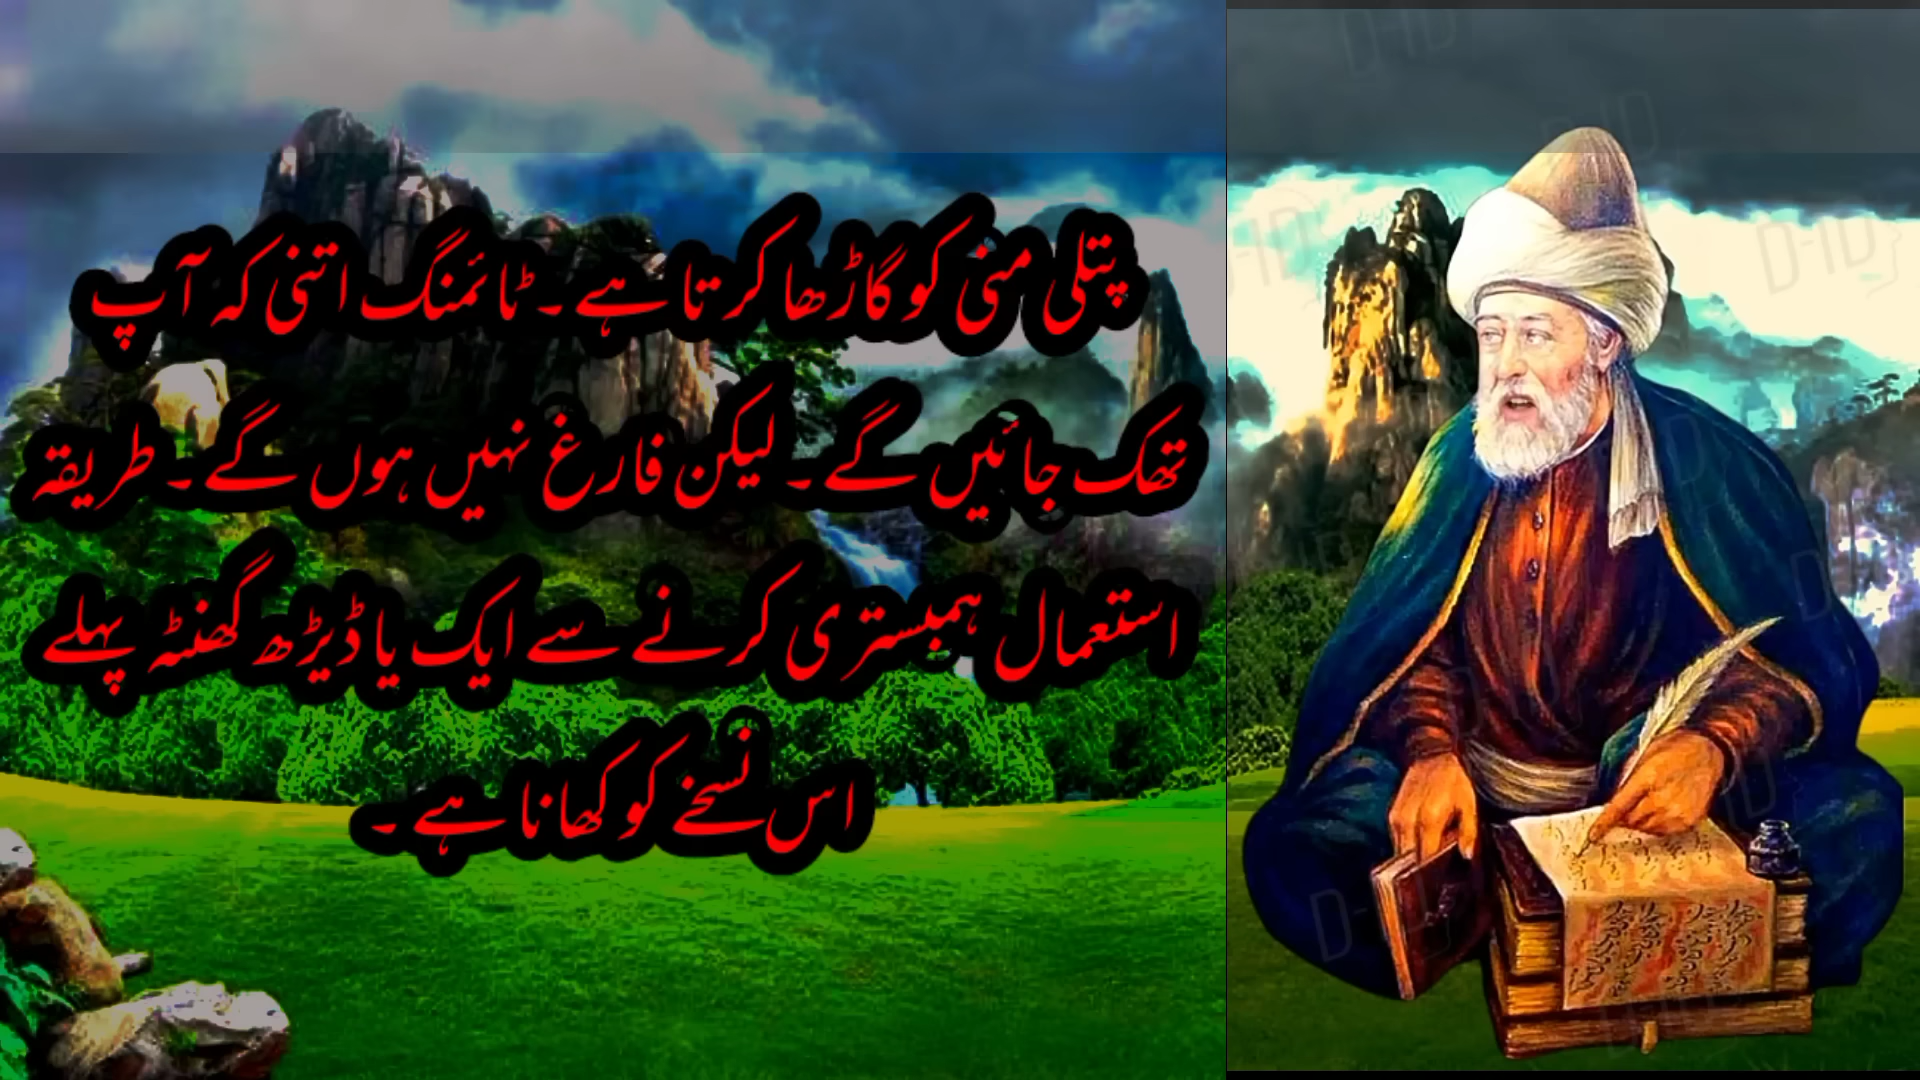 پتلی منی کو گاڑھا کرتا ہے۔ ٹائمنگ اتنی کہ آپ
تھک جائیں گے۔ لیکن فارغ نہیں ہوں گے۔ طریقہ
استعمال ہمبستری کرنے سے ایک یا ڈیڑھ گھنٹہ پہلے
اس نسخے کو کھانا ہے۔
D-ID